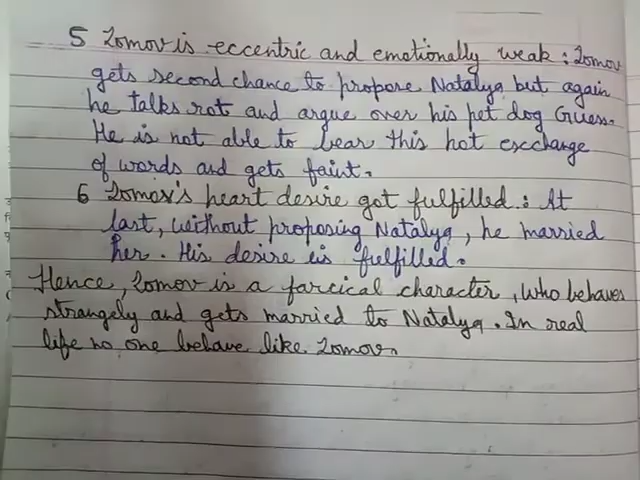 5 Lomov is eccentric and emotionally weak: Lomov
gets second chance to propose Natalya but again
he talks rot and argue over his pet dog Guess.
He is not able to bear this hot exchange
of words and gets faint.
6 Lomov's heart desire got fulfilled: At
last, without proposing Natalya, he married
her. His desire is fulfilled.
Hence, Lomov is a farcical character, who behaves
strangely and gets married to Natalya. In real
life no one behave like Lomov.